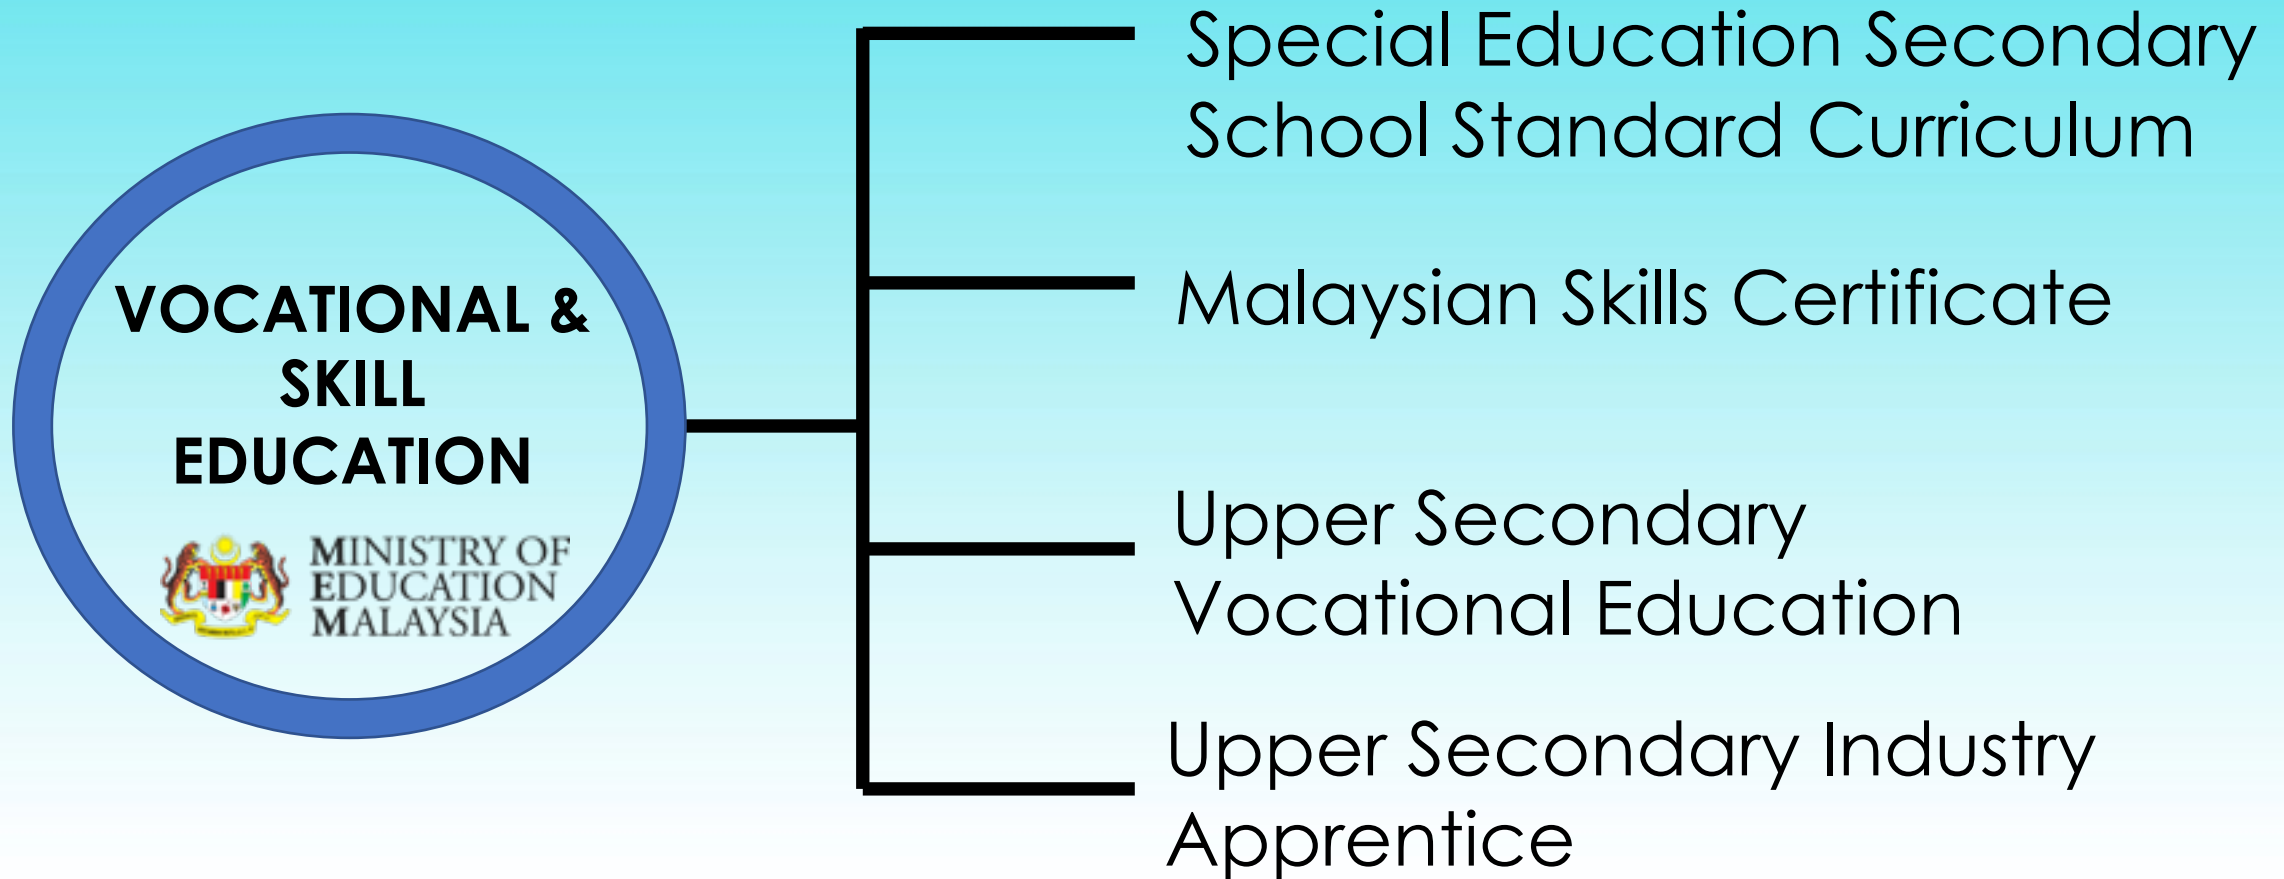 VOCATIONAL &
SKILL
EDUCATION
MINISTRY OF
EDUCATION
MALAYSIA
Special Education Secondary
School Standard Curriculum
Malaysian Skills Certificate
Upper Secondary
Vocational Education
Upper Secondary Industry
Apprentice